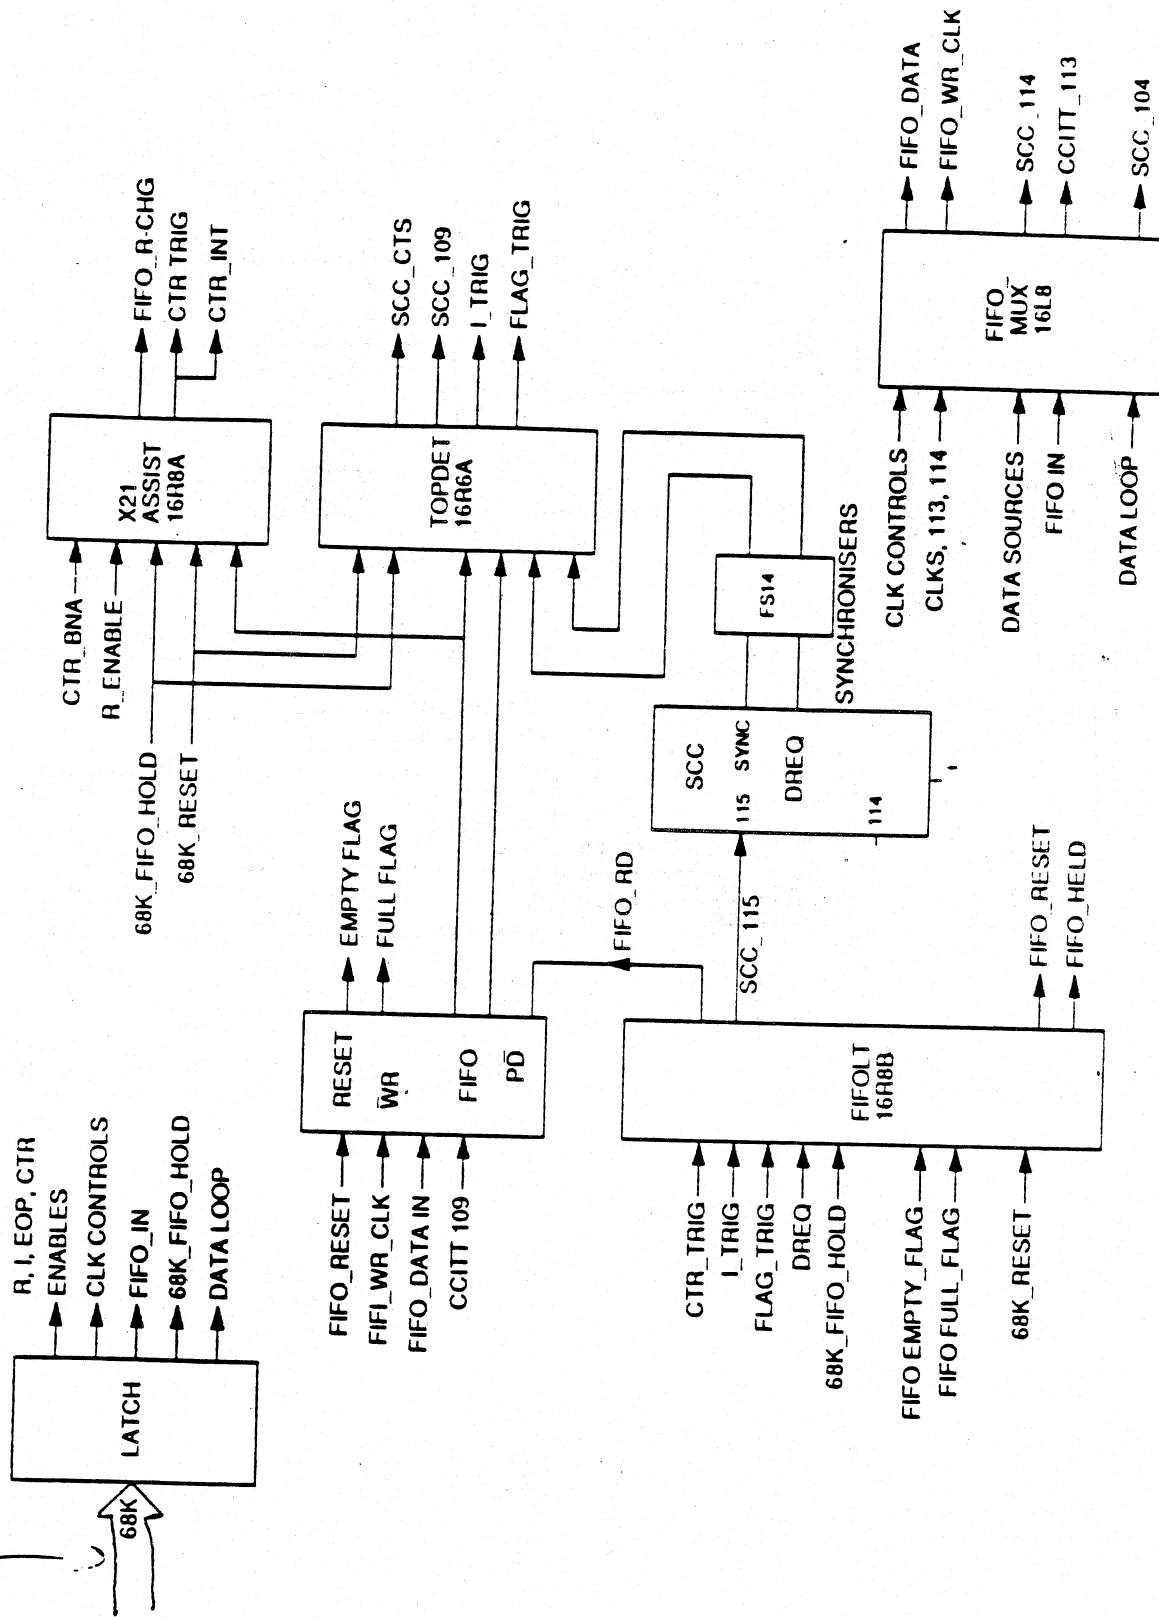 68K
LATCH
R, I, EOP, CTR
ENABLES
CLK CONTROLS
FIFO_IN
68K_FIFO_HOLD
DATA LOOP
FIFO_RESET
FIFI_WR_CLK
FIFO_DATA IN
CCITT 109
RESET
WR
FIFO
PD
EMPTY FLAG
FULL FLAG
FIFO_RD
CTR_TRIG
I_TRIG
FLAG_TRIG
DREQ
68K_FIFO_HOLD
FIFO EMPTY_FLAG
FIFO FULL_FLAG
68K_RESET
FIFOLT
16R8B
SCC_115
FIFO_RESET
FIFO_HELD
CTR_BNA
R_ENABLE
68K_FIFO_HOLD
68K_RESET
X21
ASSIST
16R8A
FIFO_R-CHG
CTR TRIG
CTR_INT
TOPDET
16R6A
SCC_CTS
SCC_109
I_TRIG
FLAG_TRIG
SCC
115 SYNC
DREQ
114
FS14
SYNCHRONISERS
CLK CONTROLS
CLKS, 113, 114
DATA SOURCES
FIFO IN
DATA LOOP
FIFO_
MUX
16L8
FIFO_DATA
FIFO_WR_CLK
SCC_114
CCITT_113
SCC_104